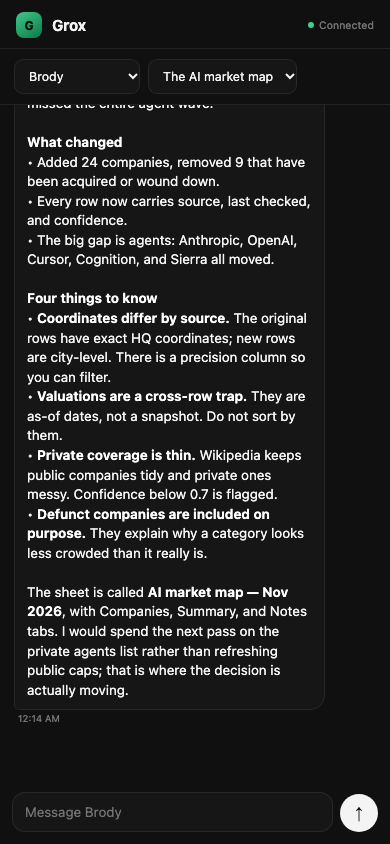 G Grox
Connected
Brody
The AI market map
missed the entire agent wave.
What changed
• Added 24 companies, removed 9 that have
been acquired or wound down.
• Every row now carries source, last checked,
and confidence.
• The big gap is agents: Anthropic, OpenAI,
Cursor, Cognition, and Sierra all moved.
Four things to know
• Coordinates differ by source. The original
rows have exact HQ coordinates; new rows
are city-level. There is a precision column so
you can filter.
• Valuations are a cross-row trap. They are
as-of dates, not a snapshot. Do not sort by
them.
• Private coverage is thin. Wikipedia keeps
public companies tidy and private ones
messy. Confidence below 0.7 is flagged.
• Defunct companies are included on
purpose. They explain why a category looks
less crowded than it really is.
The sheet is called AI market map — Nov
2026, with Companies, Summary, and Notes
tabs. I would spend the next pass on the
private agents list rather than refreshing
public caps; that is where the decision is
actually moving.
12:14 AM
Message Brody